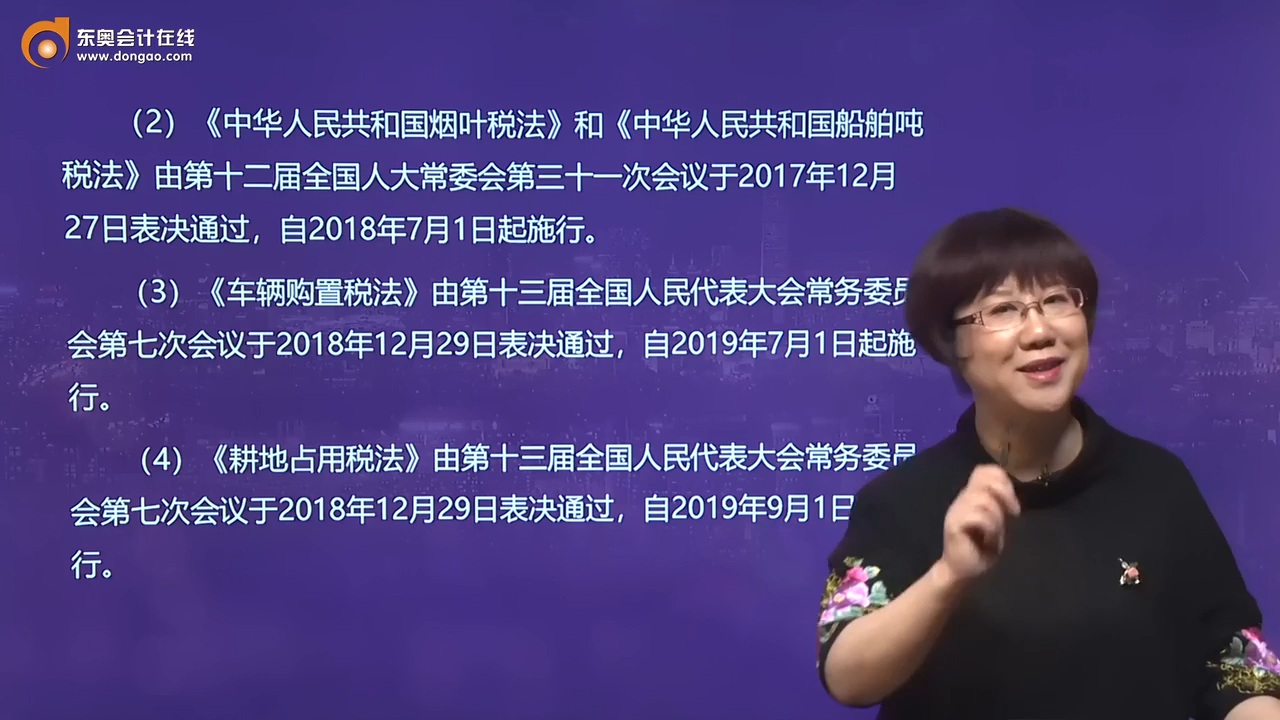 东奥会计在线
www.dongao.com
（2）《中华人民共和国烟叶税法》和《中华人民共和国船舶吨
税法》由第十二届全国人大常委会第三十一次会议于2017年12月
27日表决通过，自2018年7月1日起施行。
（3）《车辆购置税法》由第十三届全国人民代表大会常务委员
会第七次会议于2018年12月29日表决通过，自2019年7月1日起施
行。
（4）《耕地占用税法》由第十三届全国人民代表大会常务委员
会第七次会议于2018年12月29日表决通过，自2019年9月1日
行。